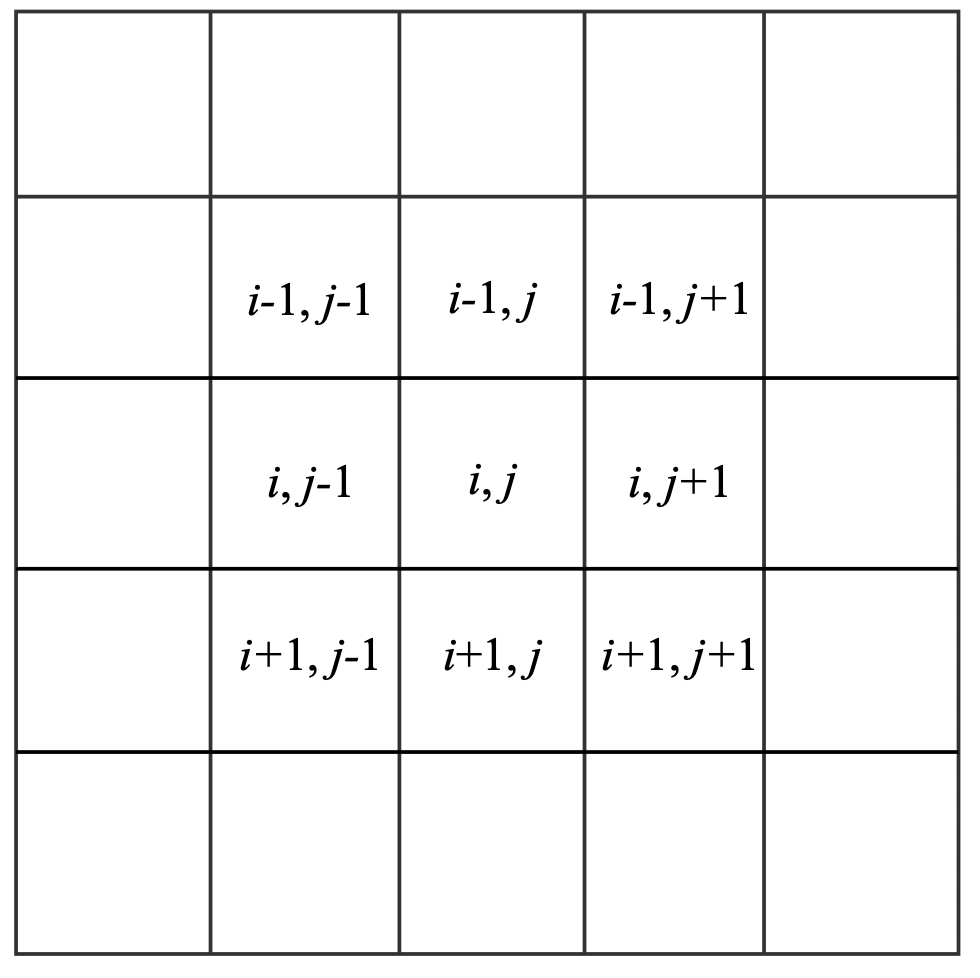 i-1, j-1 i-1, j i-1, j+1
i, j-1 i, j i, j+1
i+1, j-1 i+1, j i+1, j+1